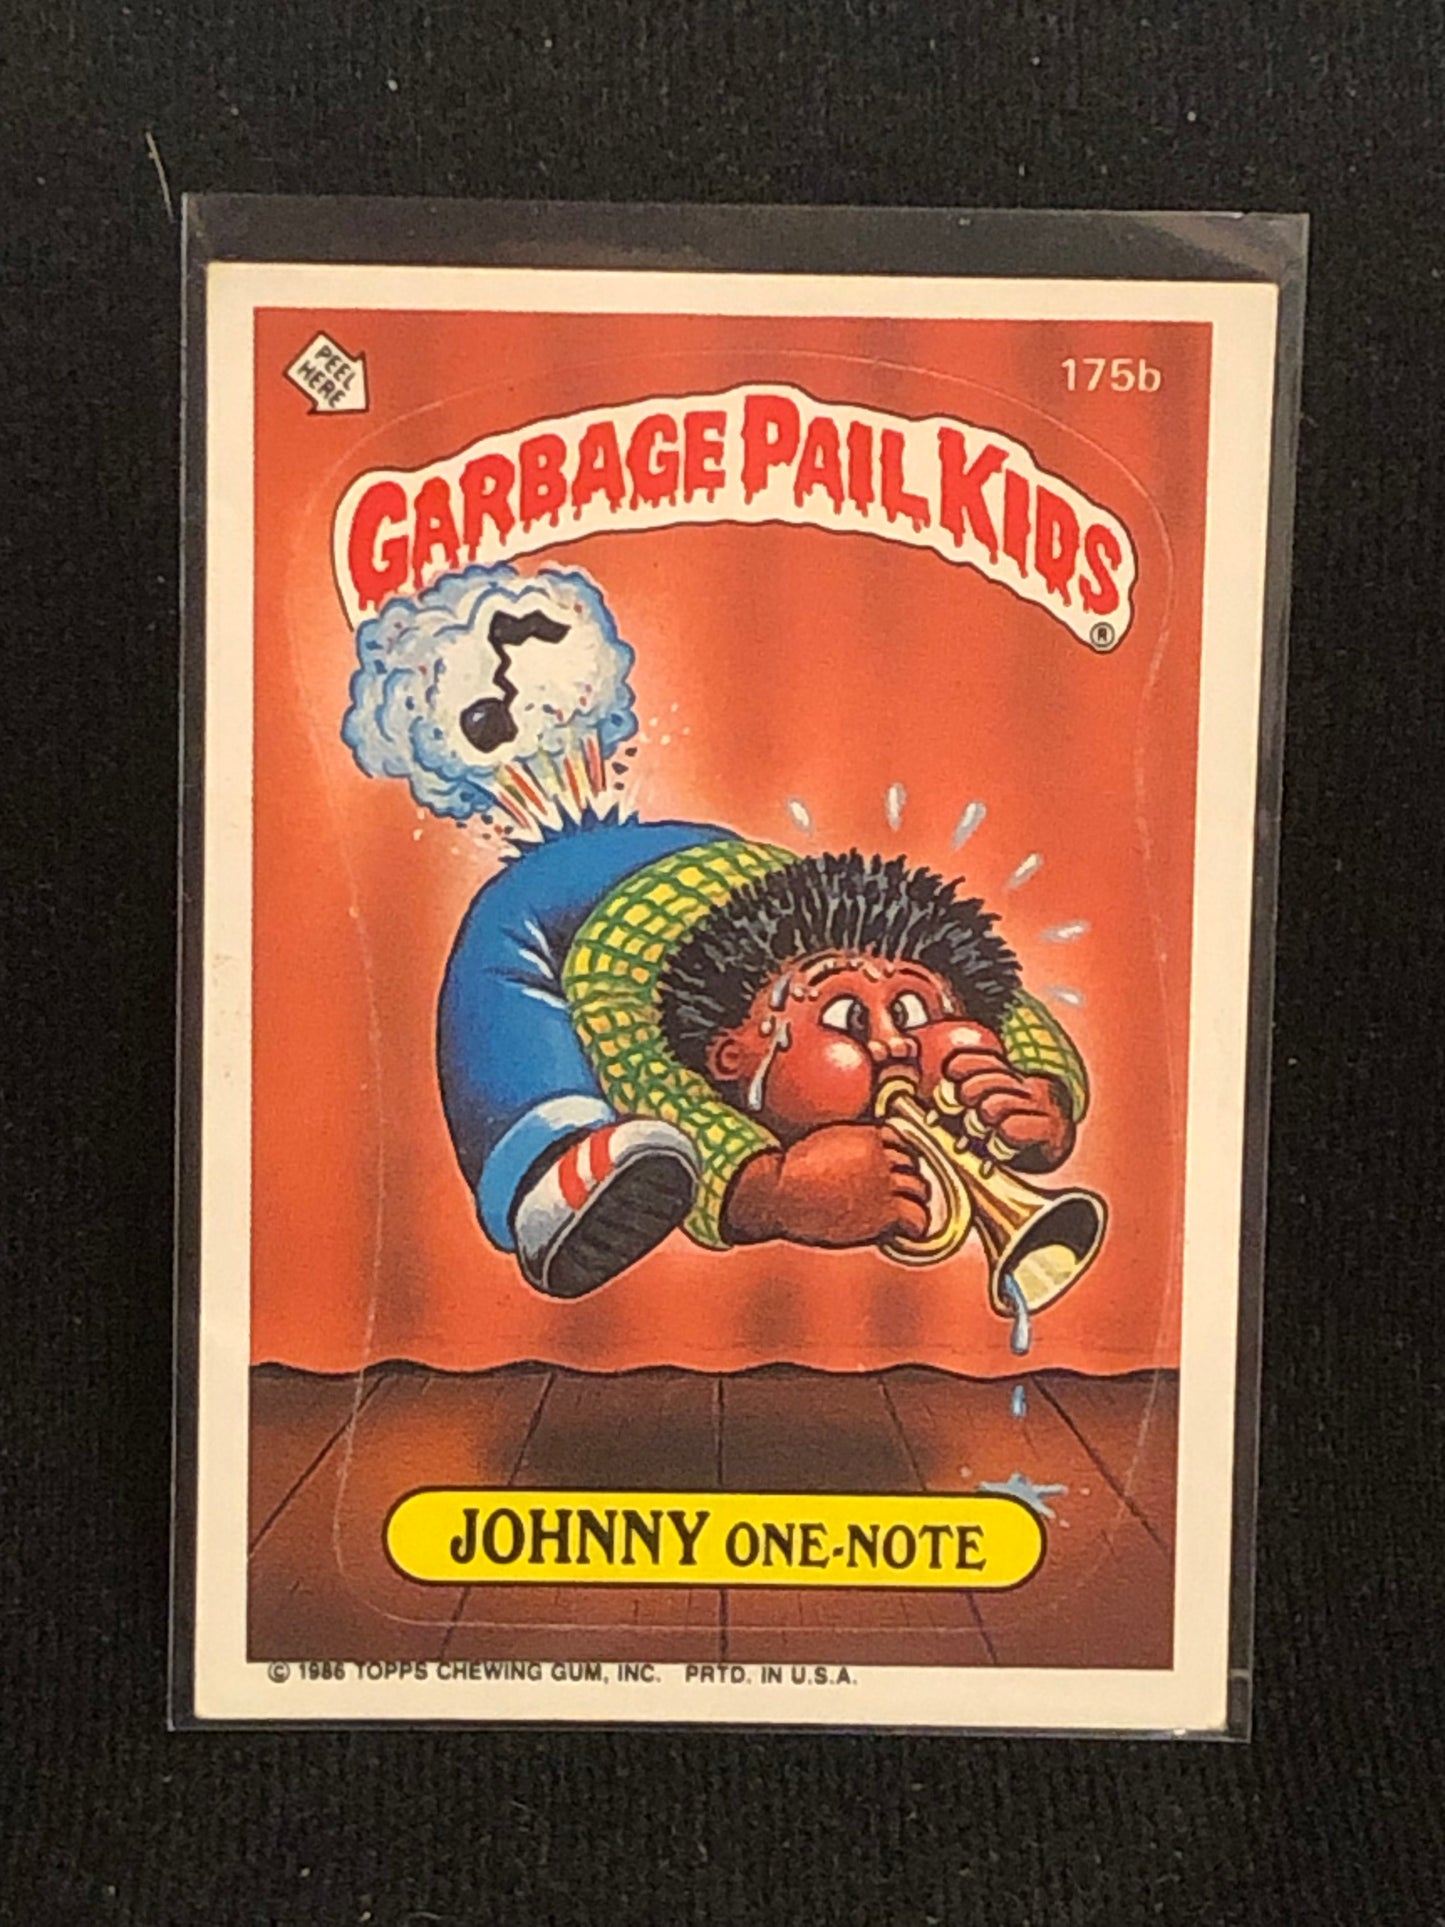 PEEL
HERE
175b
GARBAGE PAIL KIDS
®
JOHNNY ONE-NOTE
© 1986 TOPPS CHEWING GUM, INC. PRTD. IN U.S.A.